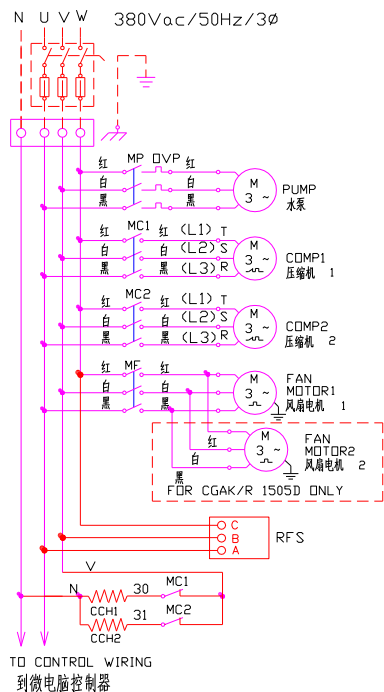 N U V W 380Vac/50Hz/3Ø
红 MP OVP 红
白 白 M PUMP
黑 黑 3~ 水泵
红 MC1 红 (L1) T
白 白 (L2) S M COMP1
黑 黑 (L3) R 3~ 压缩机 1
红 MC2 红 (L1) T
白 白 (L2) S M COMP2
黑 黑 (L3) R 3~ 压缩机 2
红 MF 红 FAN
白 白 M MOTOR1
黑 黑 3~ 风扇电机 1
红 M FAN
MOTOR2
白 3~ 风扇电机 2
黑
FOR CGAK/R 1505D ONLY
C
B RFS
A
V
N 30 MC1
CCH1
31 MC2
CCH2
TO CONTROL WIRING
到微电脑控制器